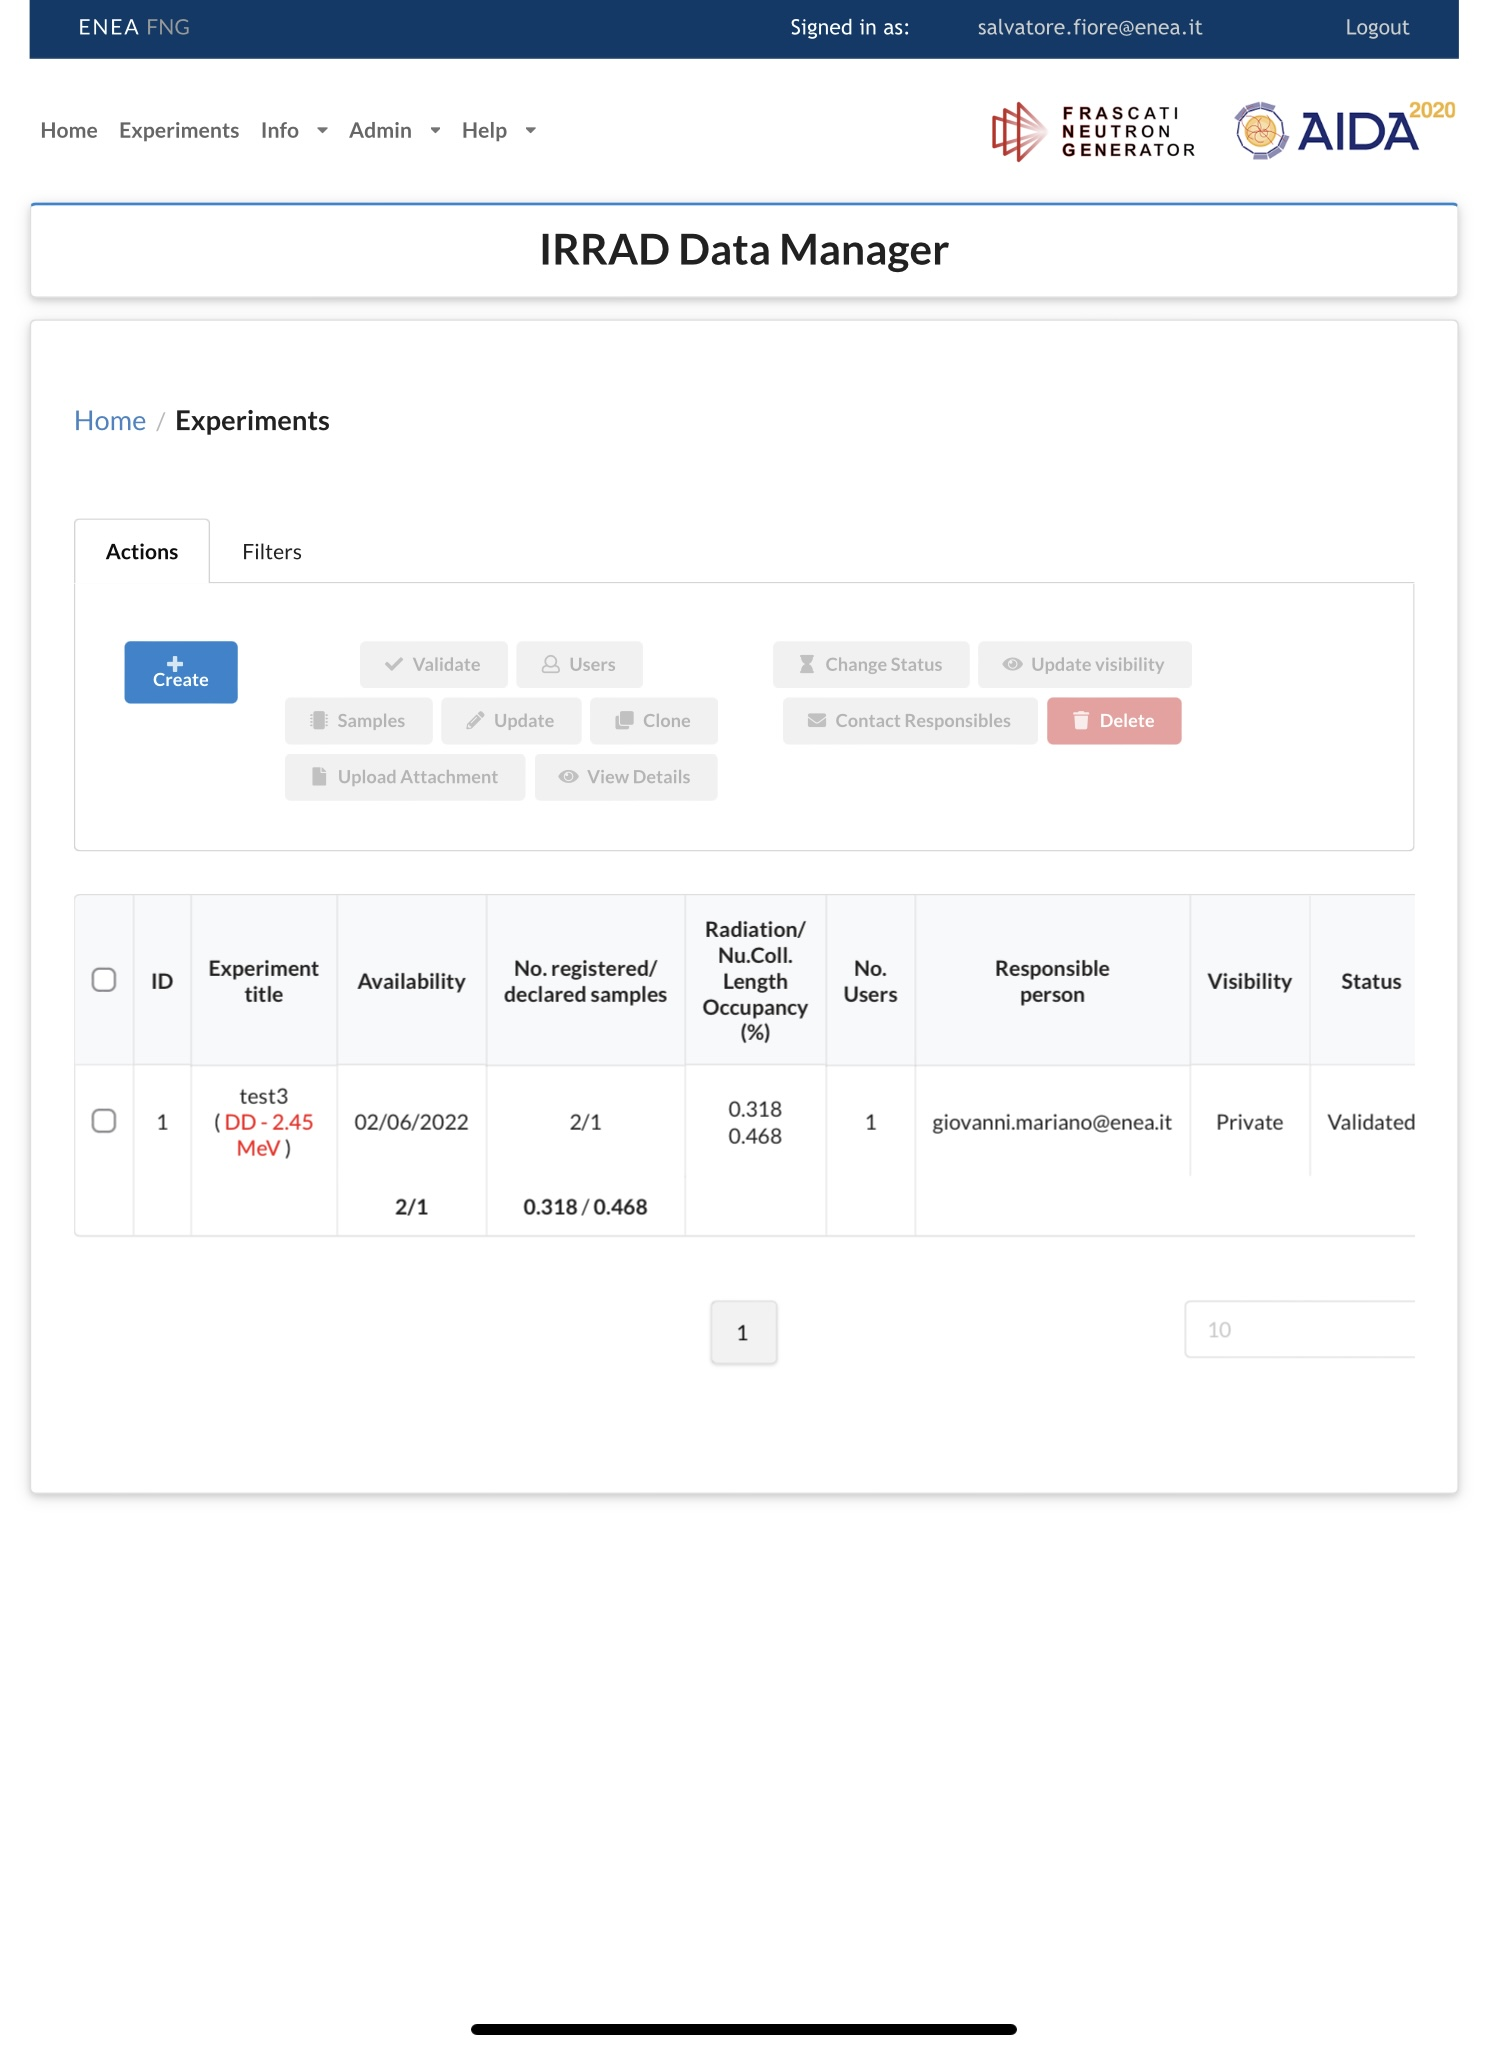 ENEA FNG Signed in as: salvatore.fiore@enea.it Logout
Home Experiments Info Admin Help
FRASCATI
NEUTRON
GENERATOR
AIDA 2020
IRRAD Data Manager
Home / Experiments
Actions Filters
Create
Validate Users
Samples Update Clone
Upload Attachment View Details
Change Status Update visibility
Contact Responsibles Delete
ID
Experiment
title
Availability
No. registered/
declared samples
Radiation/
Nu.Coll.
Length
Occupancy
(%)
No.
Users
Responsible
person
Visibility
Status
1
test3
( DD - 2.45
MeV )
02/06/2022
2/1
0.318
0.468
1
giovanni.mariano@enea.it
Private
Validated
2/1 0.318 / 0.468
1
10